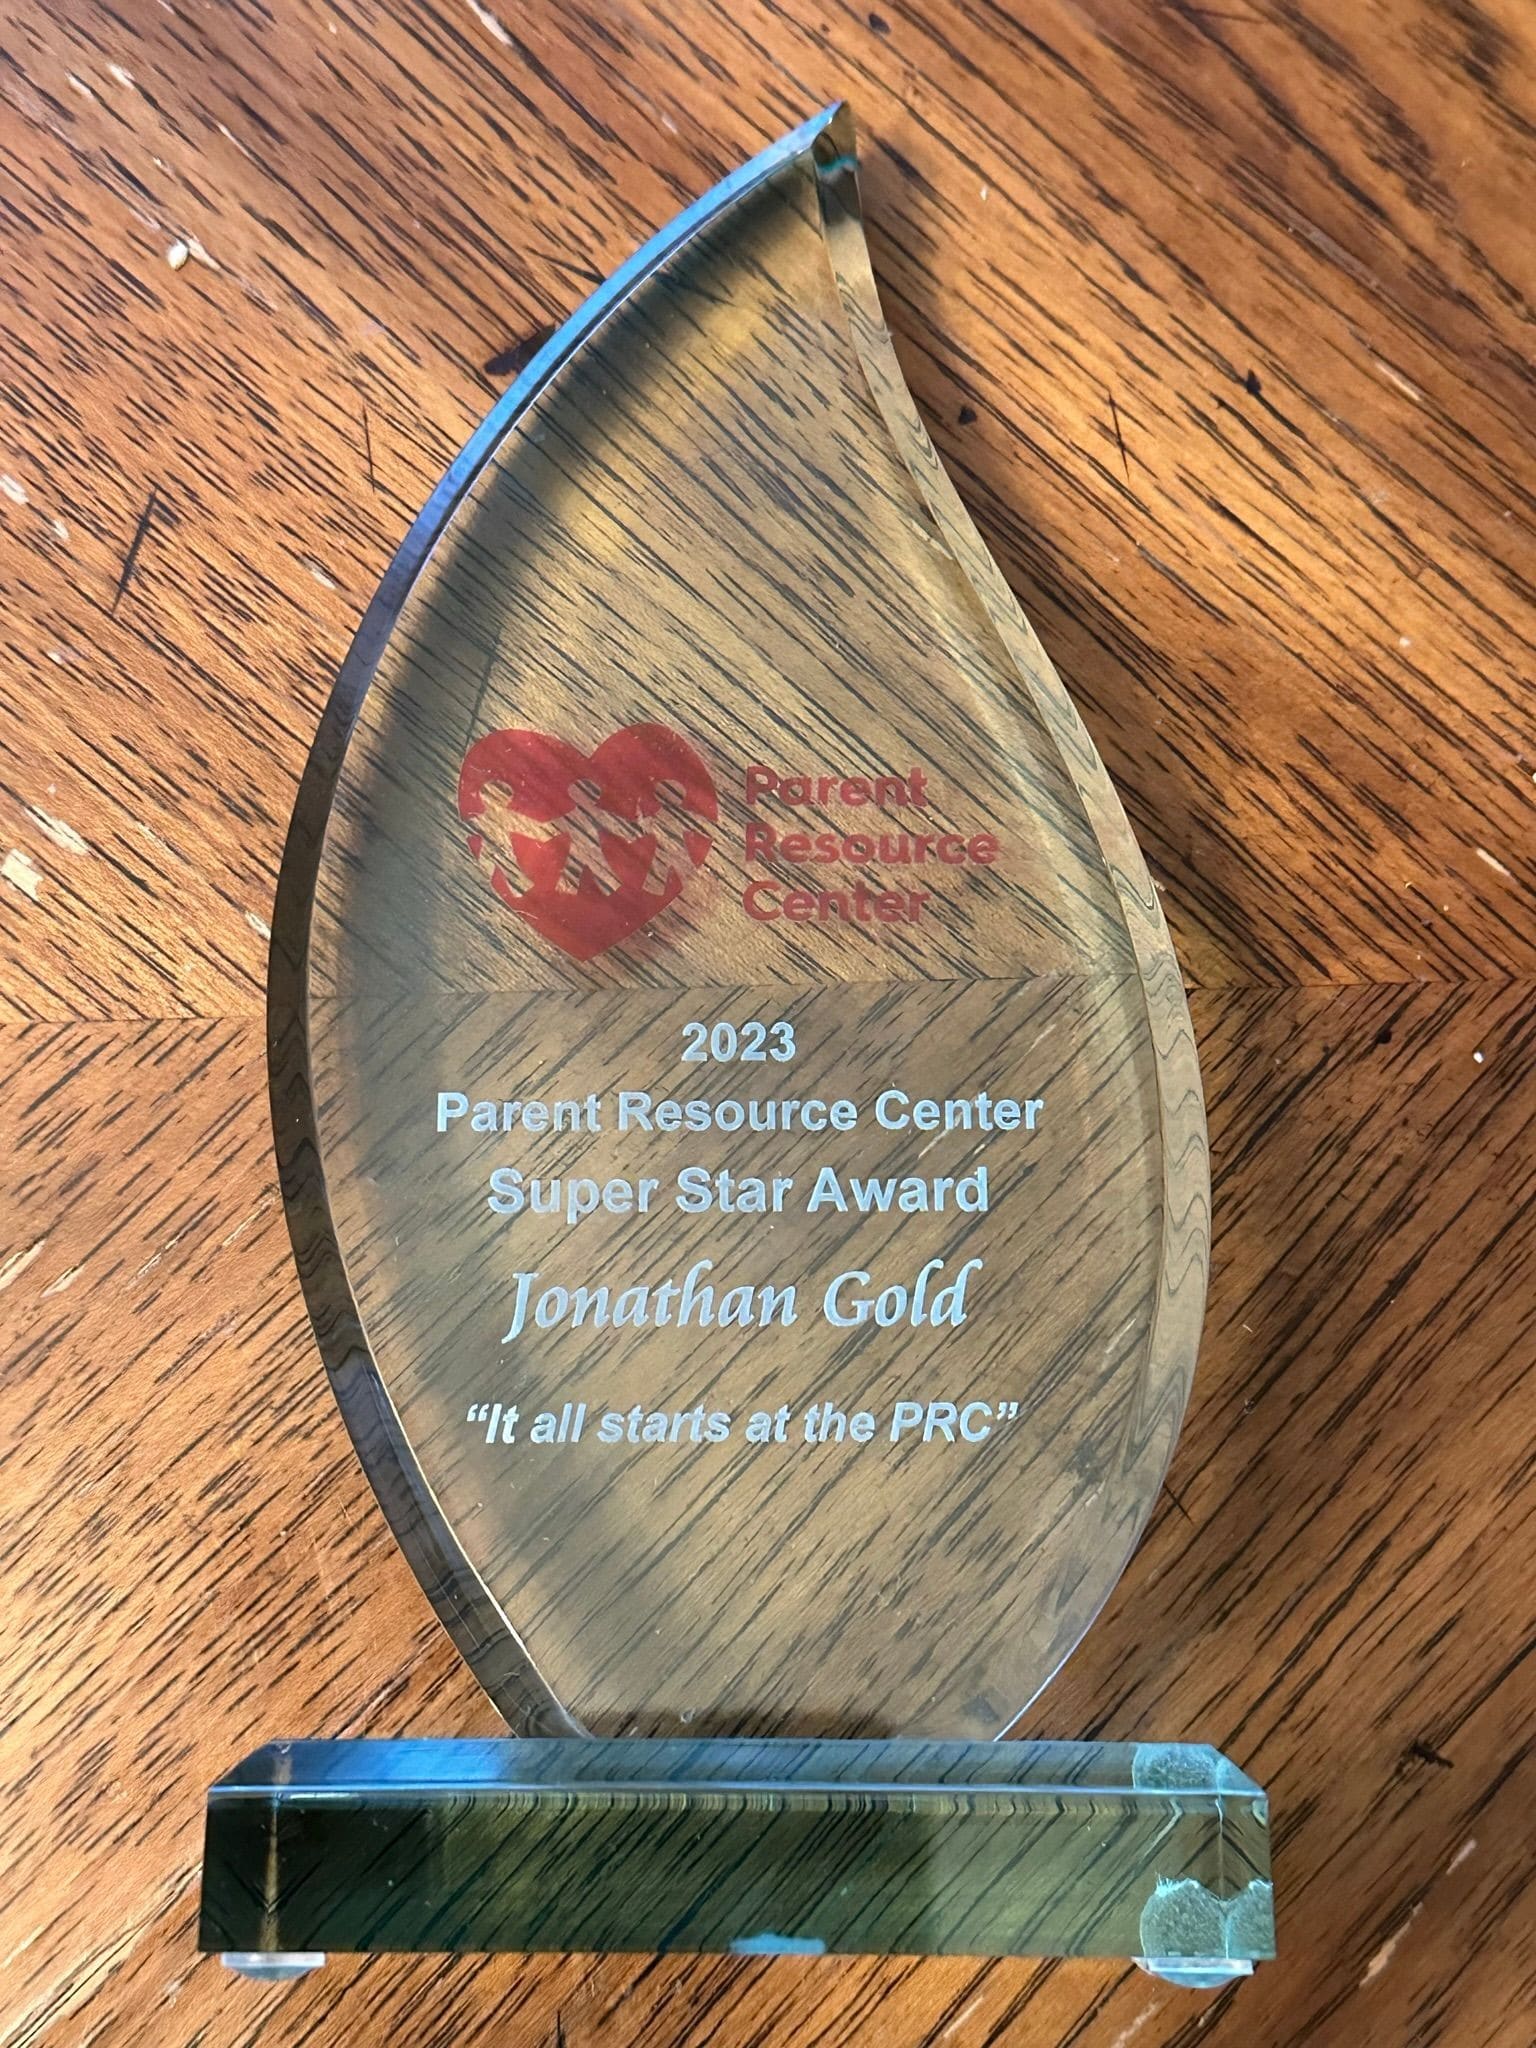 Parent
Resource
Center
2023
Parent Resource Center
Super Star Award
Jonathan Gold
“It all starts at the PRC”